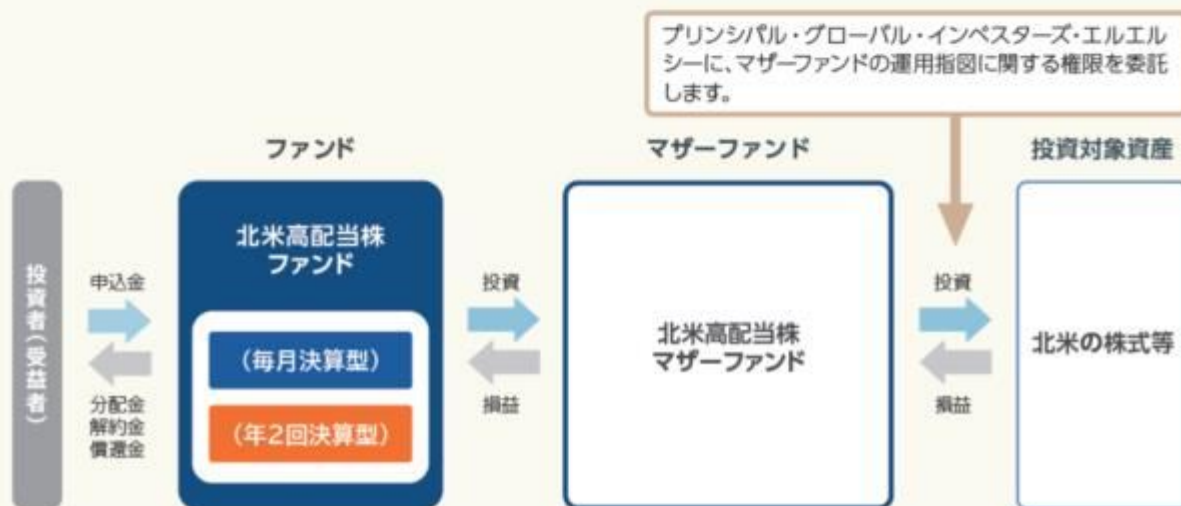 プリンシパル・グローバル・インベスターズ・エルエル
シーに、マザーファンドの運用指図に関する権限を委託
します。
ファンド
マザーファンド
投資対象資産
投資者(受益者)
申込金
分配金
解約金
償還金
北米高配当株
ファンド
(毎月決算型)
(年2回決算型)
投資
損益
北米高配当株
マザーファンド
投資
損益
北米の株式等